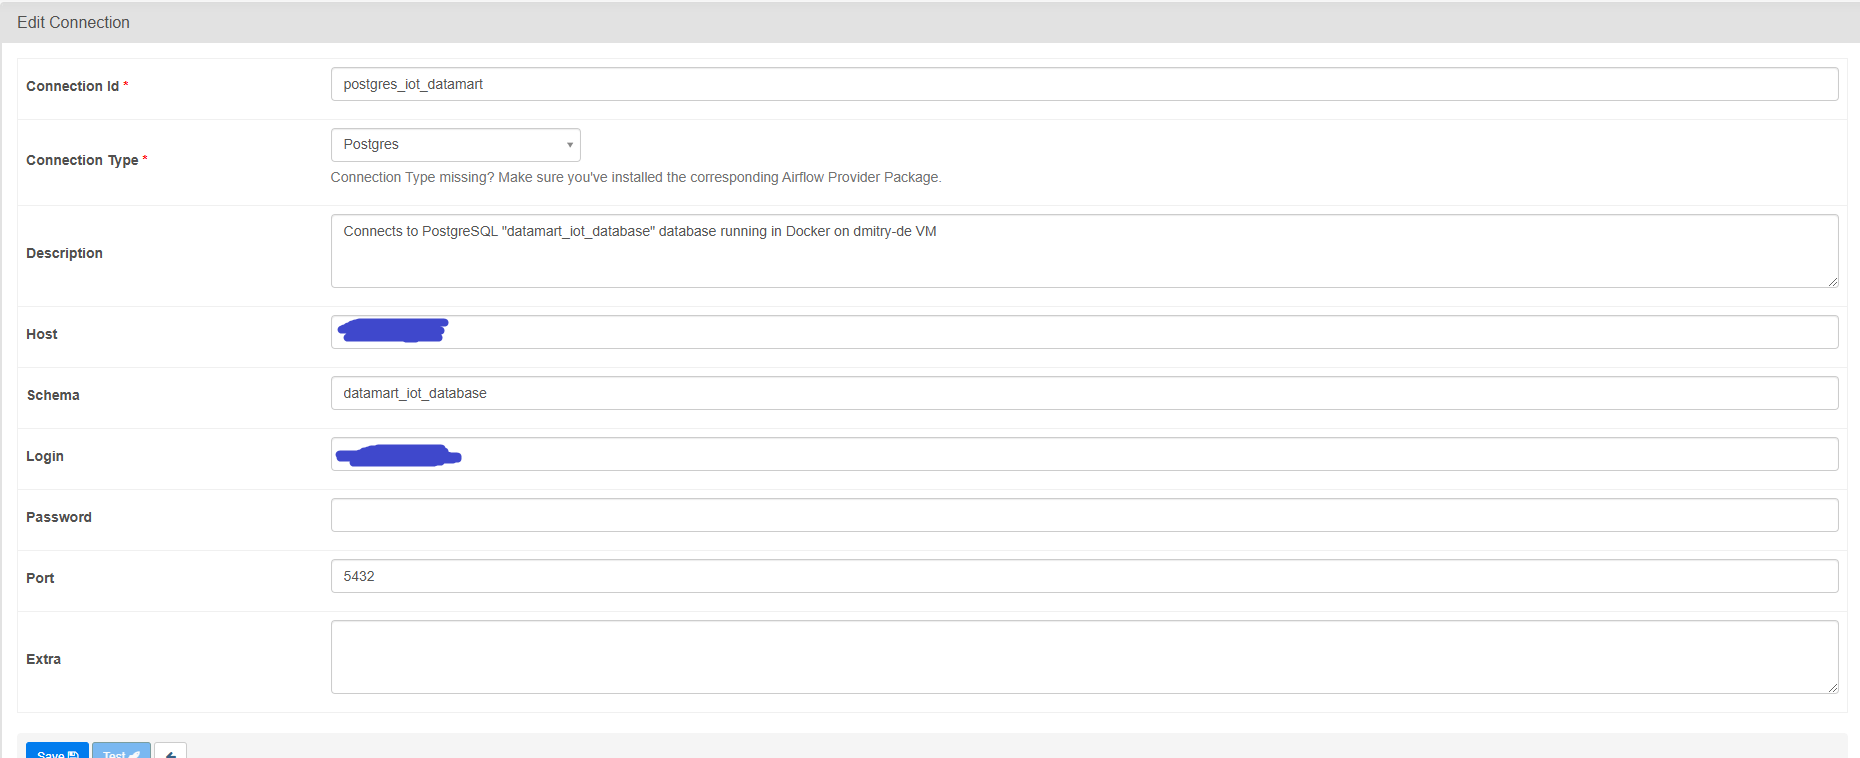 Edit Connection
Connection Id *
postgres_iot_datamart
Connection Type *
Postgres
Connection Type missing? Make sure you've installed the corresponding Airflow Provider Package.
Description
Connects to PostgreSQL "datamart_iot_database" database running in Docker on dmitry-de VM
Host
Schema
datamart_iot_database
Login
Password
Port
5432
Extra
Save
Test